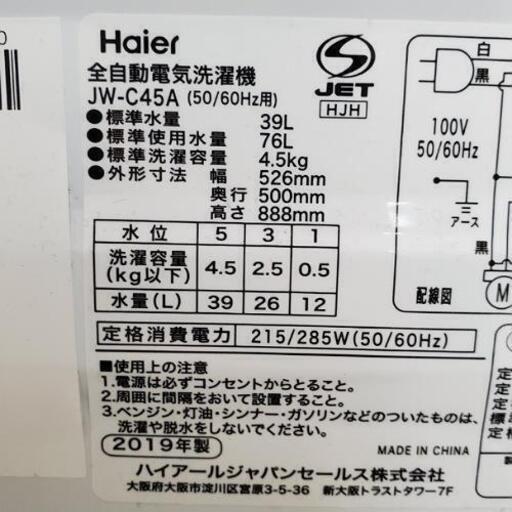 Haier
全自動電気洗濯機
JW-C45A (50/60Hz用)
●標準水量 39L
●標準使用水量 76L
●標準洗濯容量 4.5kg
●外形寸法 幅 526mm
奥行 500mm
高さ 888mm
水位 5 3 1
洗濯容量(kg以下) 4.5 2.5 0.5
水量(L) 39 26 12
定格消費電力 215/285W(50/60Hz)
■使用上の注意
1.電源は必ずコンセントからとること。
2.周囲に間隔をおいて設置すること。
3.ベンジン・灯油・シンナー・ガソリンなどのついたものは、
洗濯や脱水をしないでください。
2019年製
MADE IN CHINA
ハイアールジャパンセールス株式会社
大阪府大阪市淀川区宮原3-5-36 新大阪トラストタワー7F
S
JET
HJH
白
黒
100V
50/60Hz
アース
黒
配線図
M